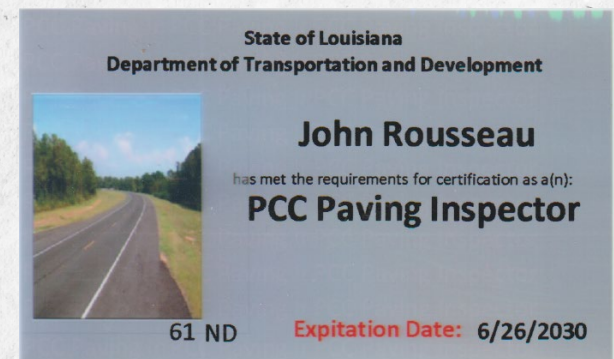 State of Louisiana
Department of Transportation and Development
John Rousseau
has met the requirements for certification as a(n):
PCC Paving Inspector
61 ND
Expitation Date: 6/26/2030